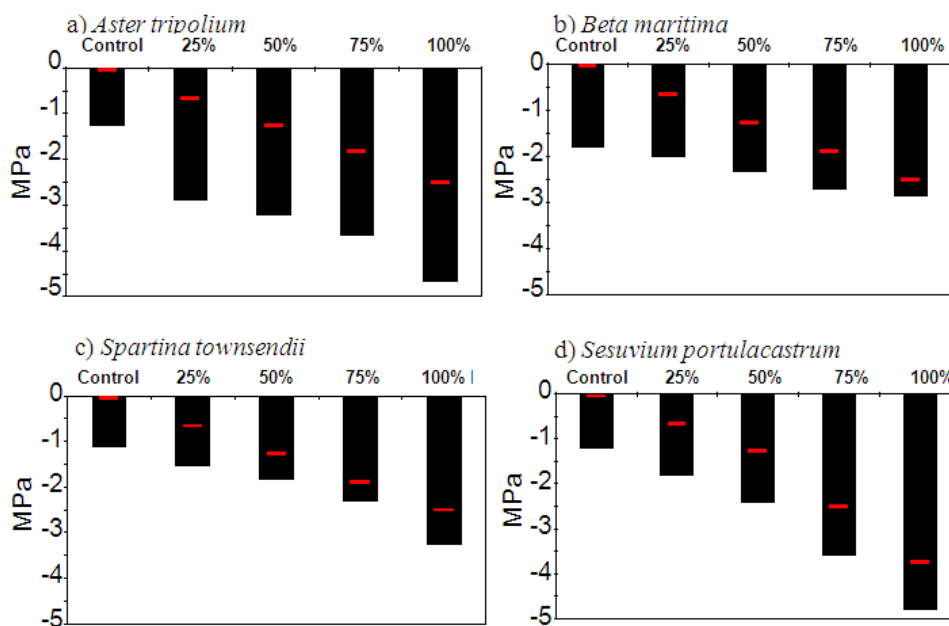 a) Aster tripolium
Control 25% 50% 75% 100%
0
-1
-2
-3
-4
-5
MPa
b) Beta maritima
Control 25% 50% 75% 100%
0
-1
-2
-3
-4
-5
MPa
c) Spartina townsendii
Control 25% 50% 75% 100%
0
-1
-2
-3
-4
-5
MPa
d) Sesuvium portulacastrum
Control 25% 50% 75% 100%
0
-1
-2
-3
-4
-5
MPa